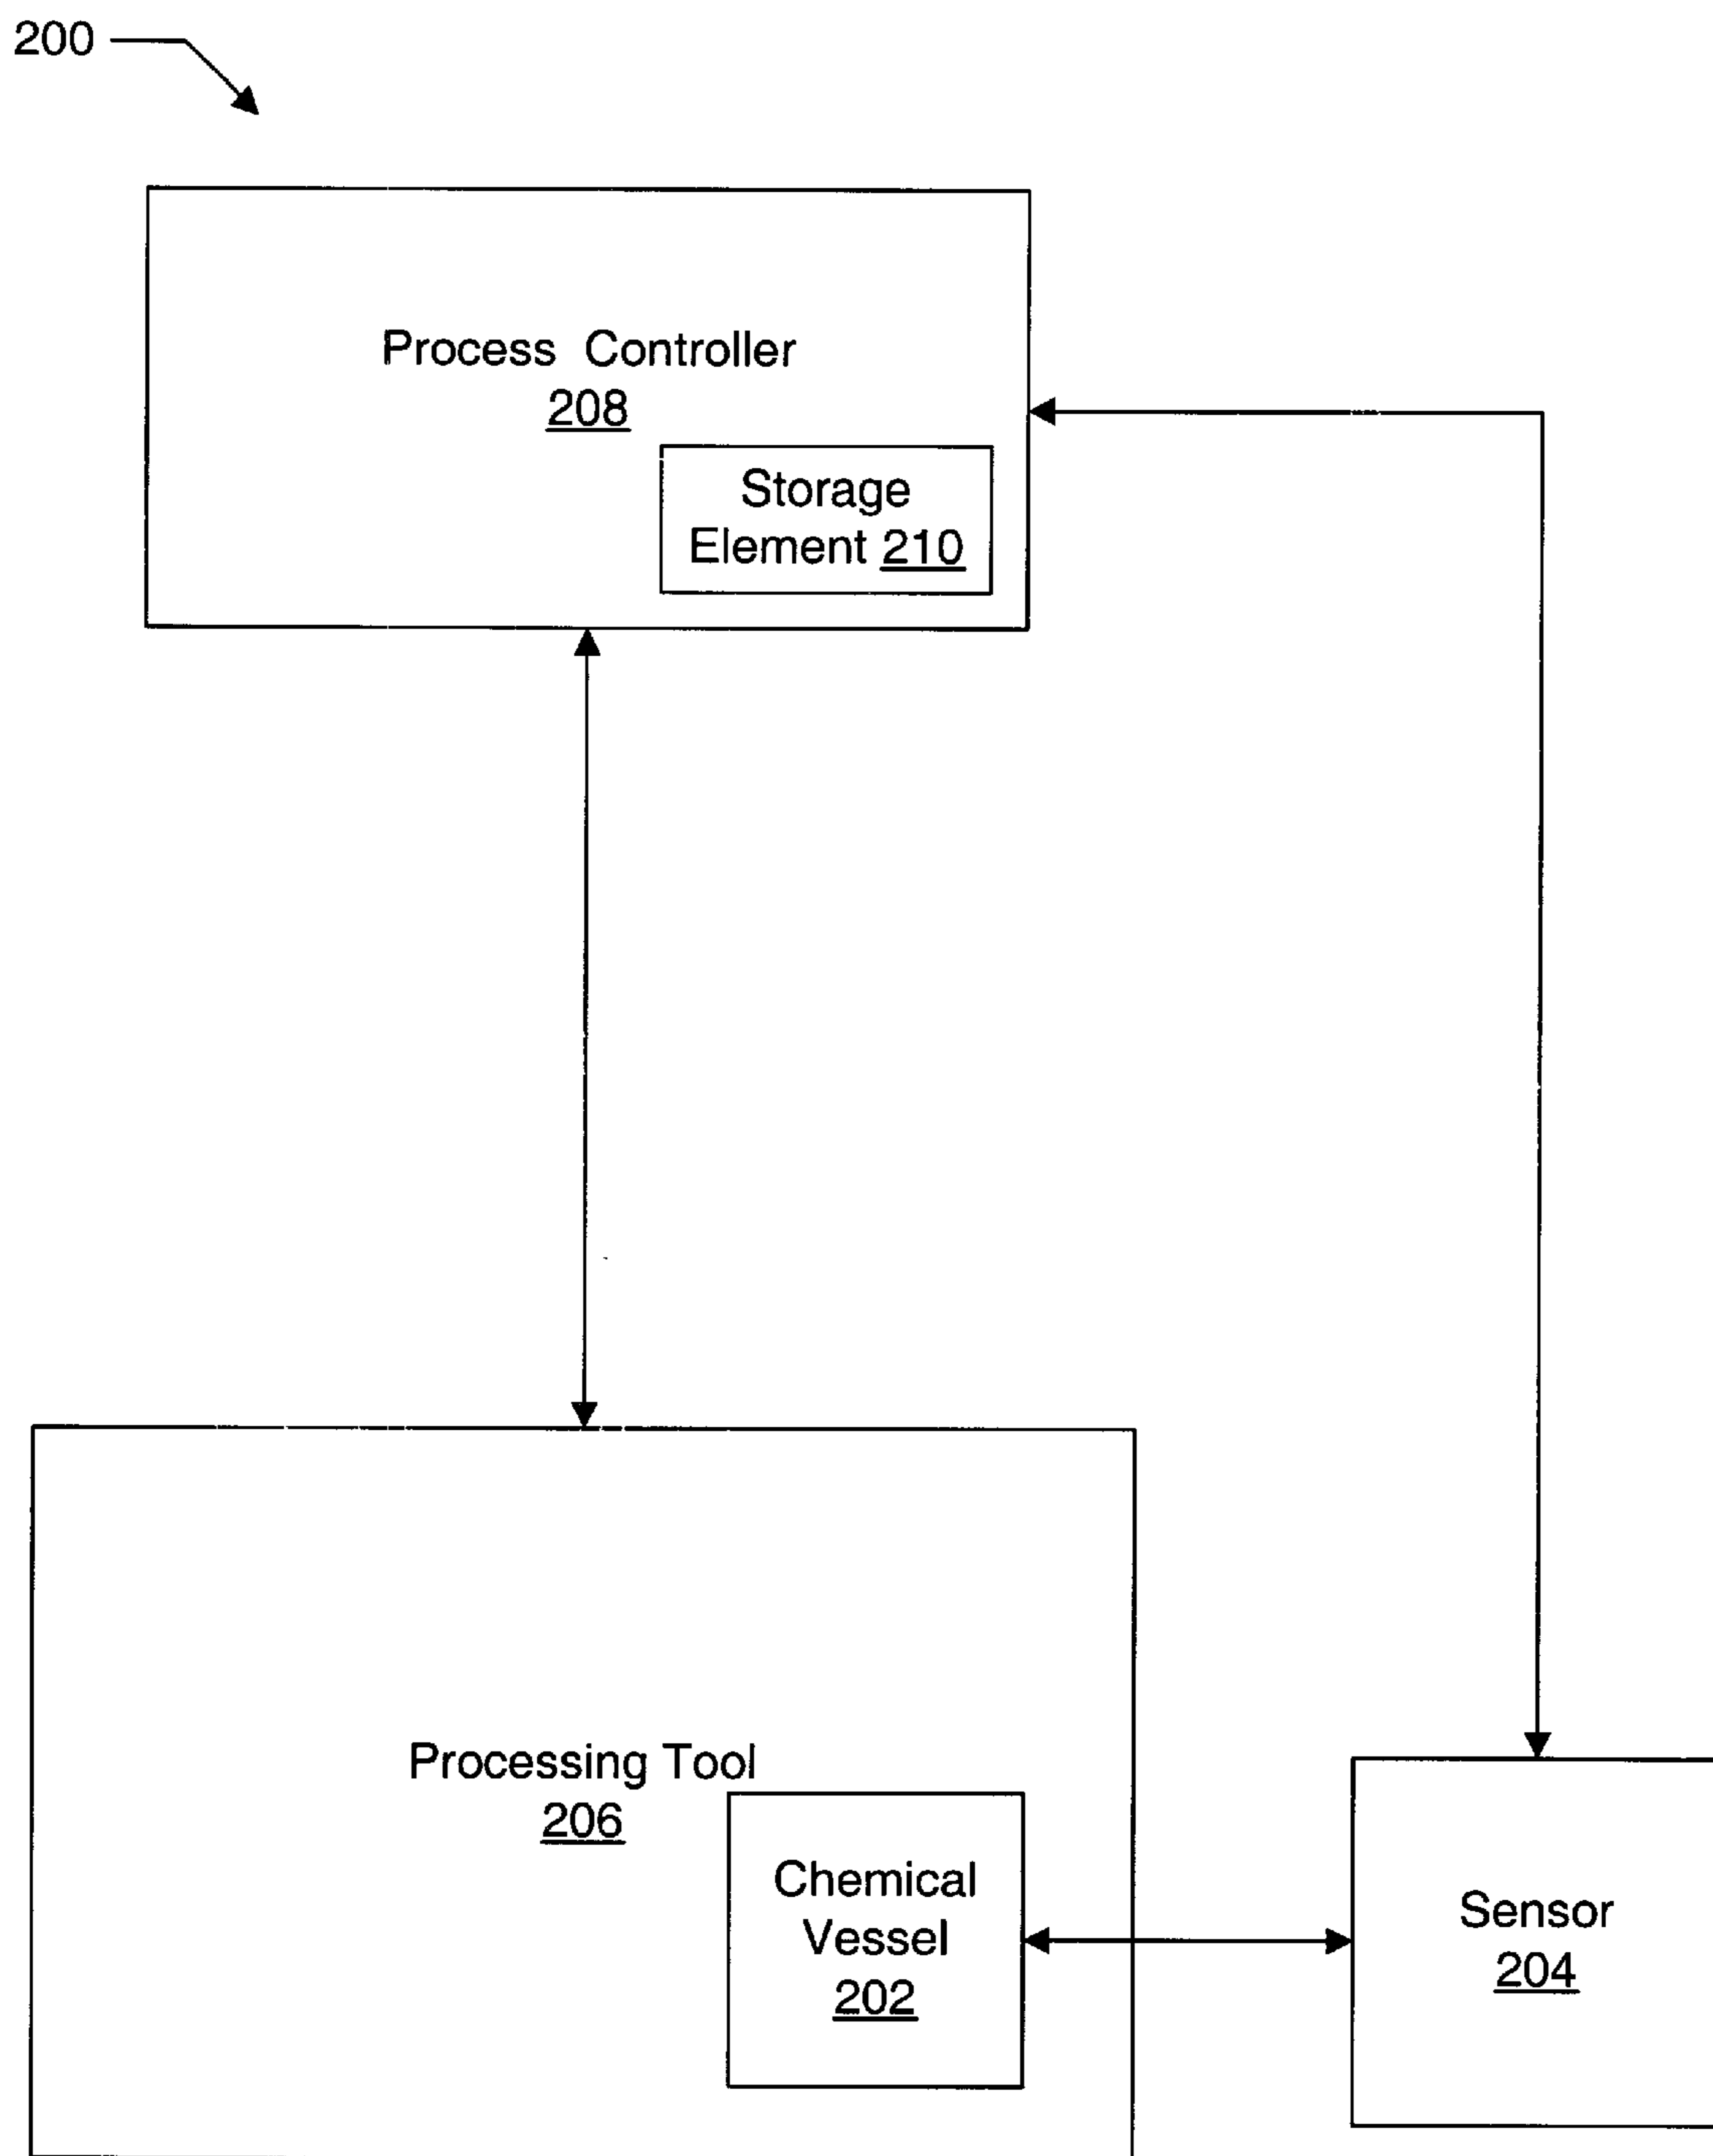 200
Process Controller
208
Storage
Element 210
Processing Tool
206
Chemical
Vessel
202
Sensor
204